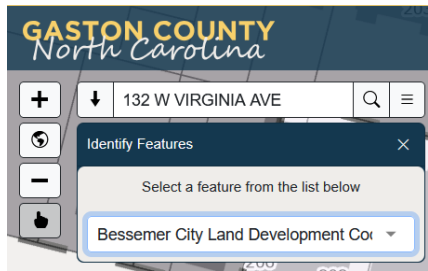 GASTON COUNTY
North Carolina
132 W VIRGINIA AVE
Identify Features
Select a feature from the list below
Bessemer City Land Development